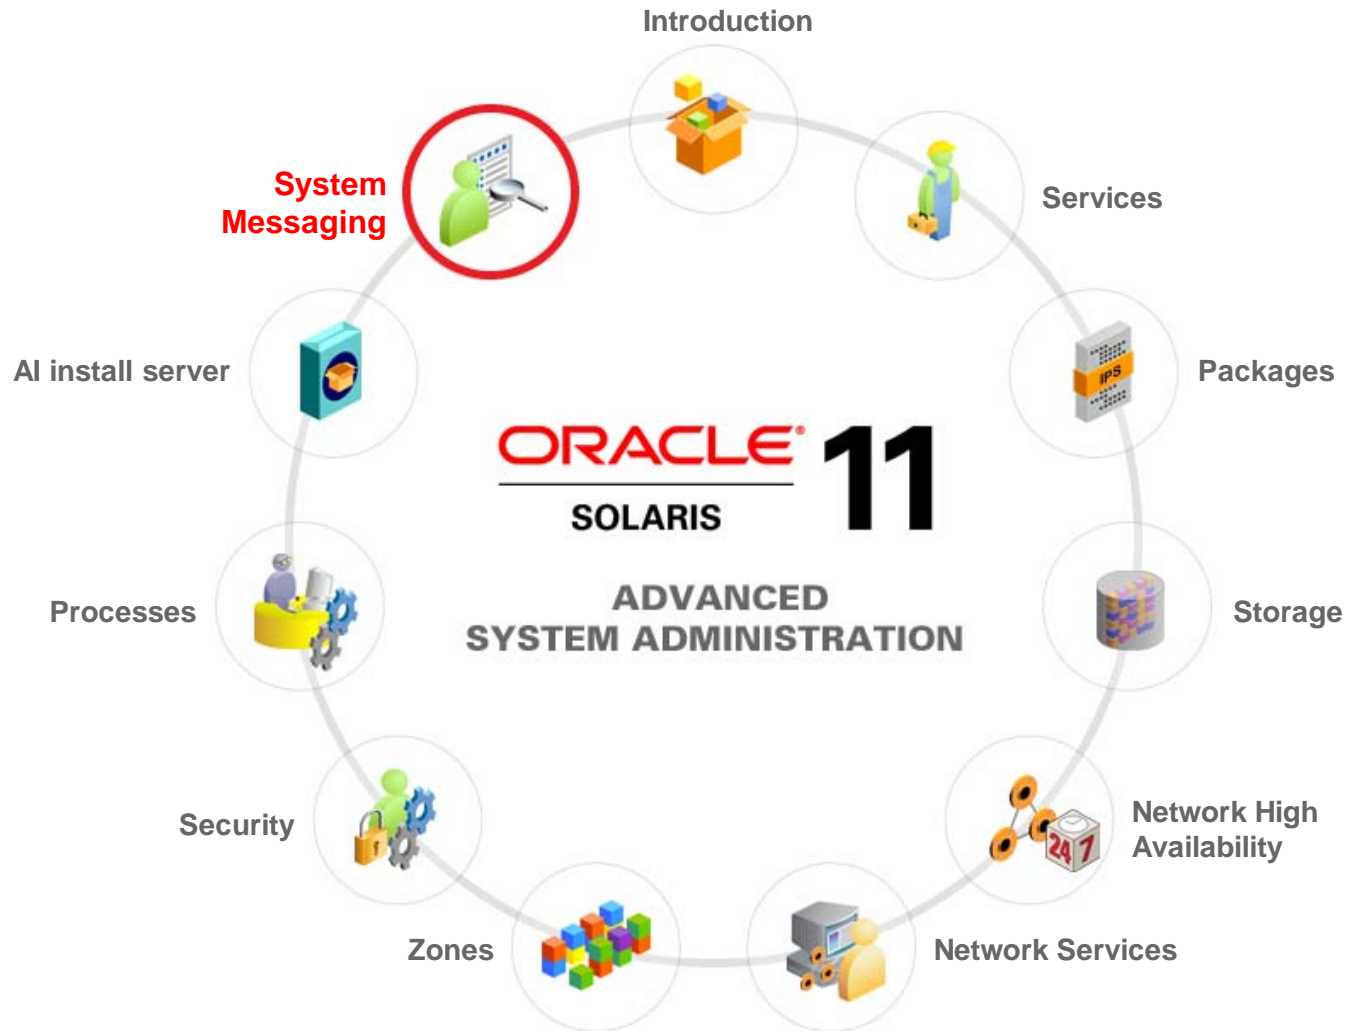 Introduction
System
Messaging
Services
AI install server
Packages
IPS
ORACLE®
11
SOLARIS
ADVANCED
SYSTEM ADMINISTRATION
Processes
Storage
Security
Network High
Availability
24
7
Zones
Network Services